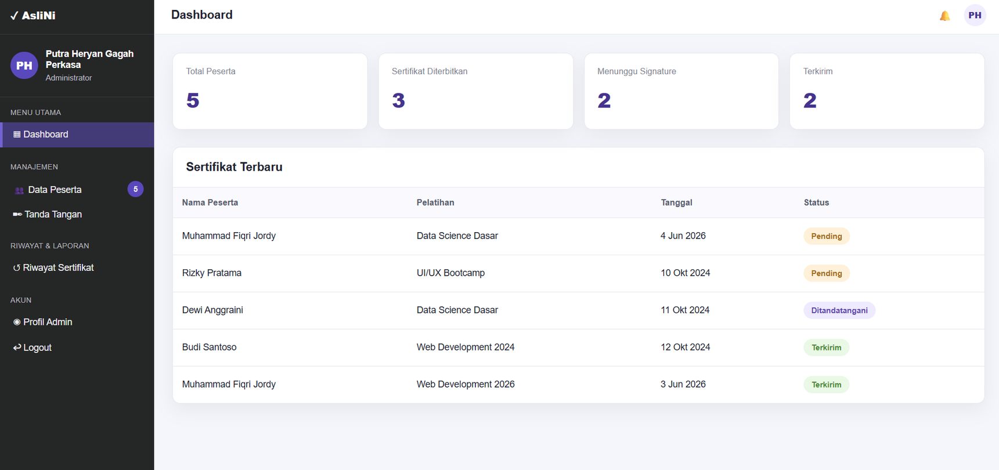 ✓ AsliNi
PH
Putra Heryan Gagah
Perkasa
Administrator
MENU UTAMA
Dashboard
MANAJEMEN
Data Peserta 5
Tanda Tangan
RIWAYAT & LAPORAN
Riwayat Sertifikat
AKUN
Profil Admin
Logout
Dashboard
PH
Total Peserta
5
Sertifikat Diterbitkan
3
Menunggu Signature
2
Terkirim
2
Sertifikat Terbaru
Nama Peserta Pelatihan Tanggal Status
Muhammad Fiqri Jordy Data Science Dasar 4 Jun 2026 Pending
Rizky Pratama UI/UX Bootcamp 10 Okt 2024 Pending
Dewi Anggraini Data Science Dasar 11 Okt 2024 Ditandatangani
Budi Santoso Web Development 2024 12 Okt 2024 Terkirim
Muhammad Fiqri Jordy Web Development 2026 3 Jun 2026 Terkirim